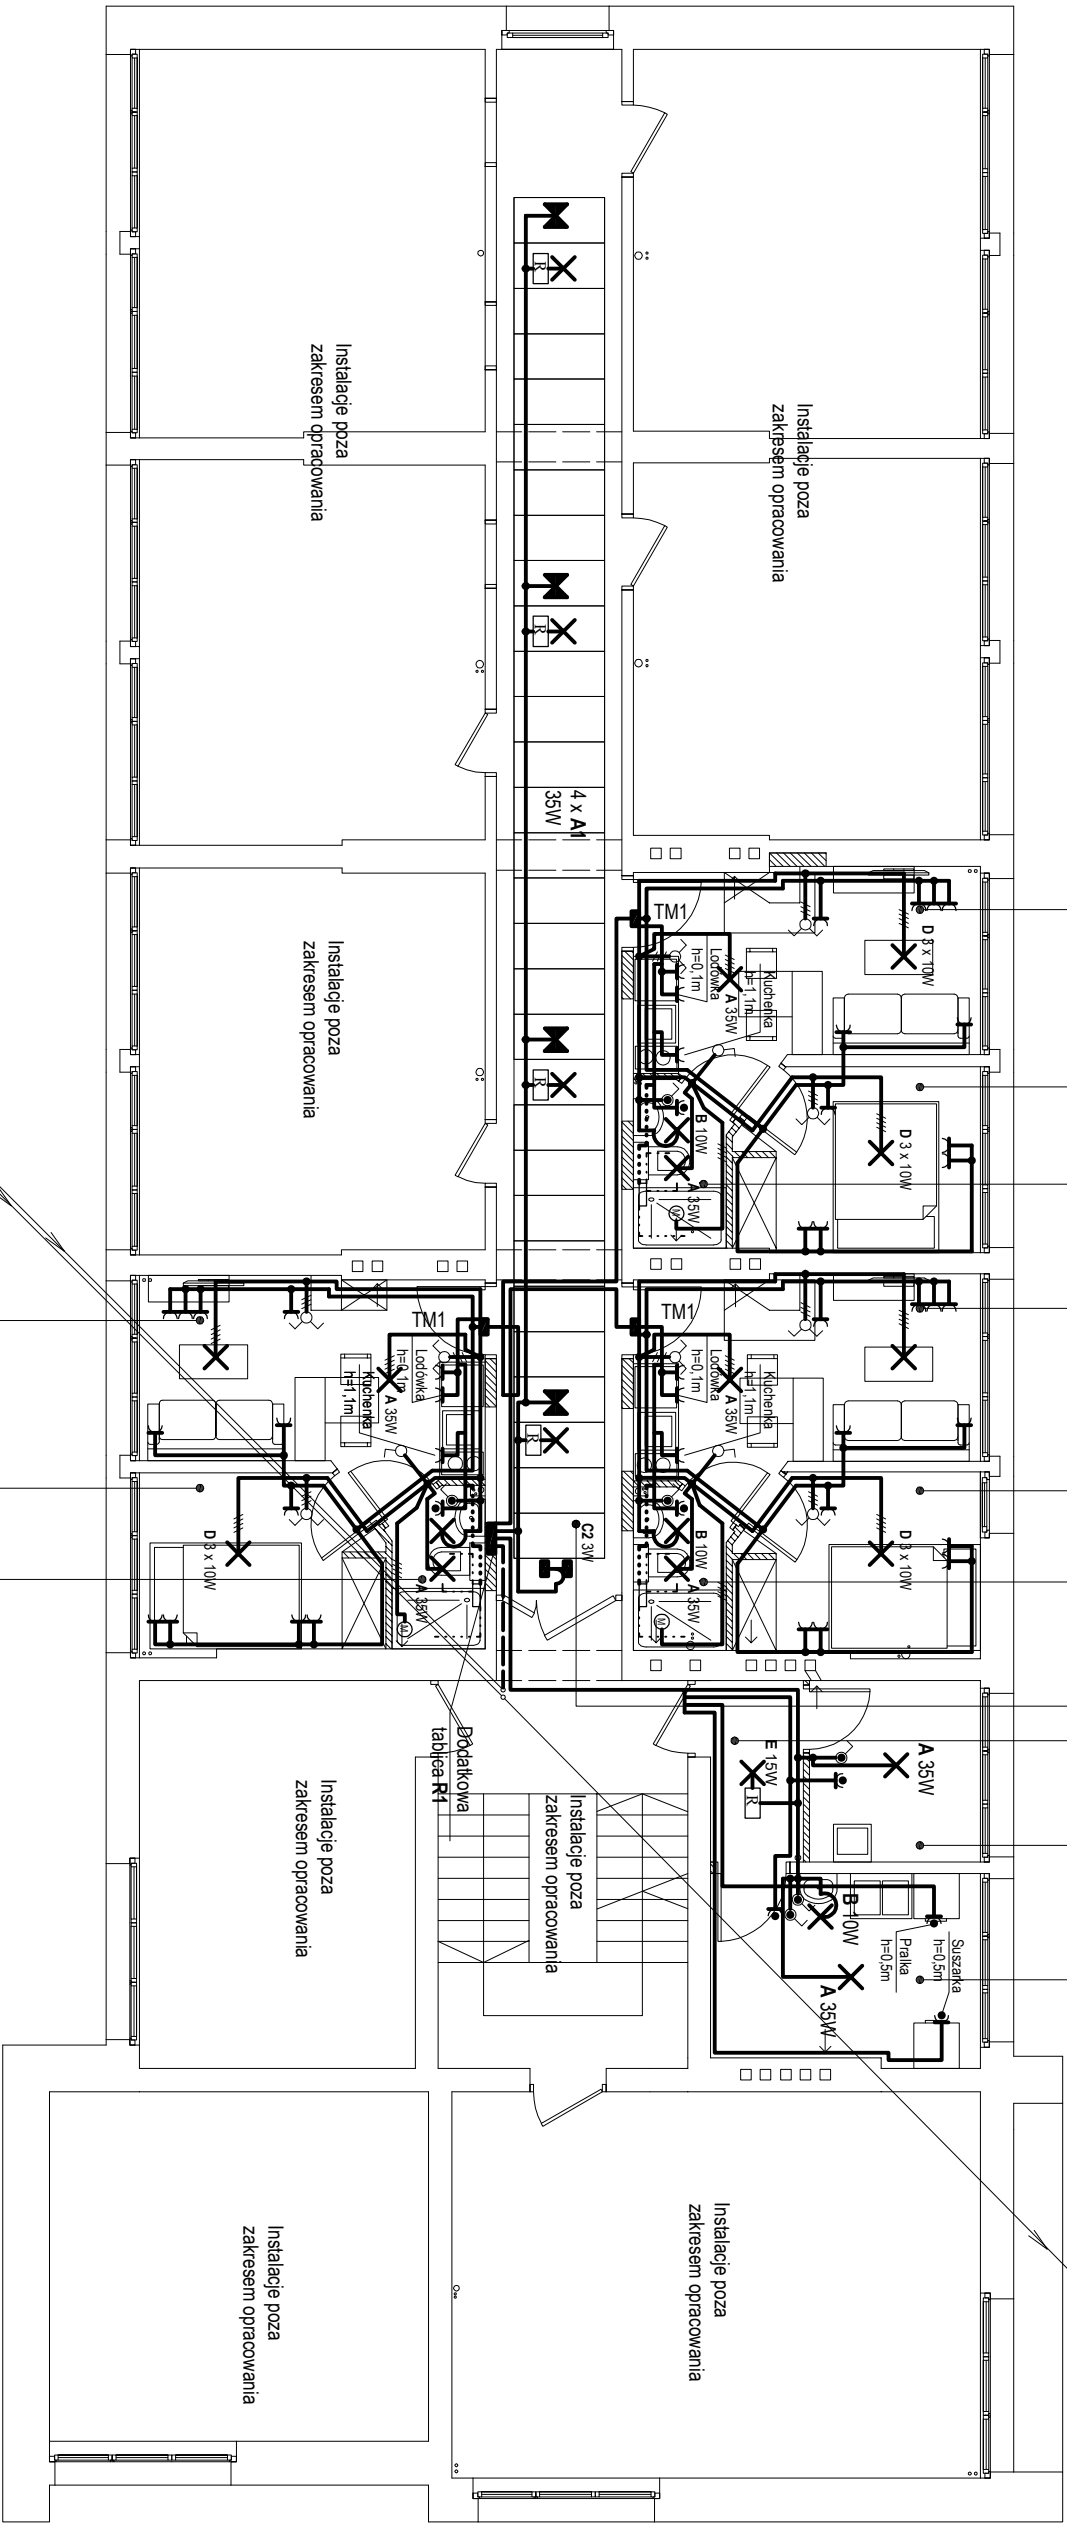 Instalacje poza
zakresem opracowania
Instalacje poza
zakresem opracowania
R
R
4 x A1
35W
Instalacje poza
zakresem opracowania
R
TM1
Lodówka
h=0,1m
Kuchenka
h=1,1m
A 35W
D 3 x 10W
D 3 x 10W
B 10W
A 35W
M
TM1
Lodówka
h=0,1m
Kuchenka
h=1,1m
A 35W
D 3 x 10W
A 35W
M
TM1
Lodówka
h=0,1m
Kuchenka
h=1,1m
A 35W
D 3 x 10W
B 10W
A 35W
M
R
C2 3W
Dodatkowa
tablica R1
Instalacje poza
zakresem opracowania
Instalacje poza
zakresem opracowania
E 15W
R
A 35W
B 10W
A 35W
Pralka
h=0,5m
Suszarka
h=0,5m
Instalacje poza
zakresem opracowania
Instalacje poza
zakresem opracowania